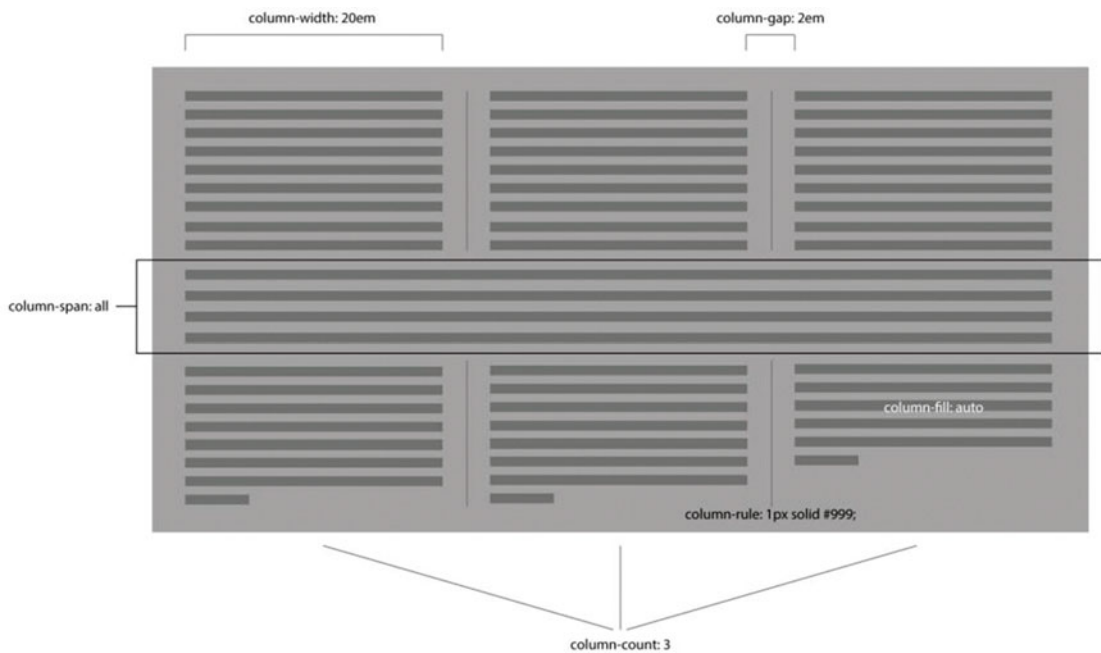 column-width: 20em
column-gap: 2em
column-span: all
column-fill: auto
column-rule: 1px solid #999;
column-count: 3